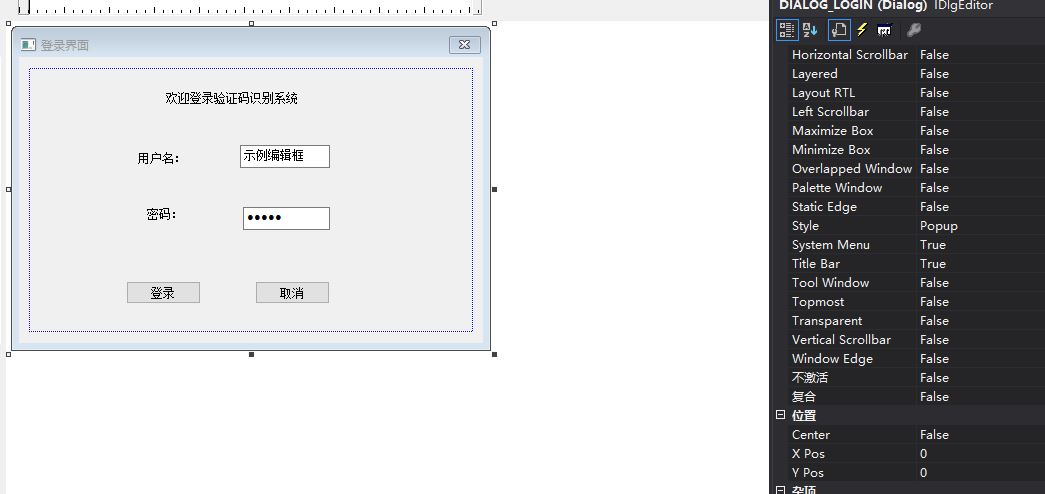 DIALOG_LOGIN (Dialog) IDlgEditor
登录界面
欢迎登录验证码识别系统
用户名：
示例编辑框
密码：
●●●●●
登录
取消
Horizontal Scrollbar False
Layered False
Layout RTL False
Left Scrollbar False
Maximize Box False
Minimize Box False
Overlapped Window False
Palette Window False
Static Edge False
Style Popup
System Menu True
Title Bar True
Tool Window False
Topmost False
Transparent False
Vertical Scrollbar False
Window Edge False
不激活 False
复合 False
位置
Center False
X Pos 0
Y Pos 0
杂项